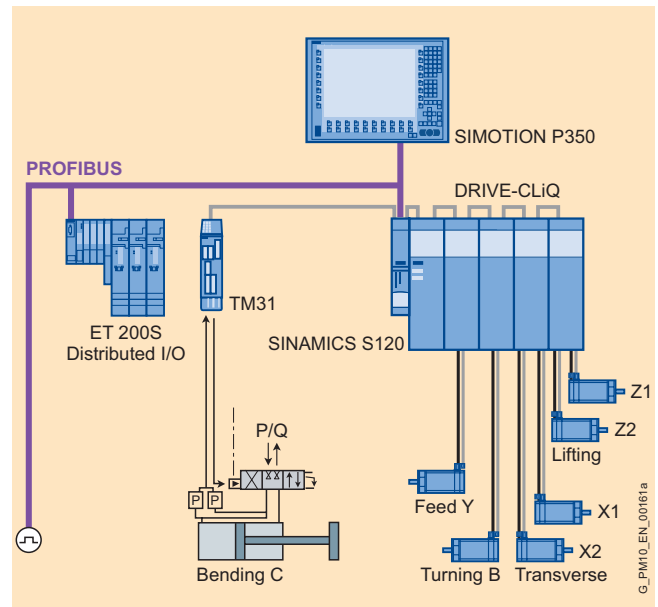 SIMOTION P350
PROFIBUS
DRIVE-CLiQ
TM31
ET 200S
Distributed I/O
SINAMICS S120
Z1
Z2
Lifting
P/Q
P
P
Feed Y
X1
X2
Bending C
Turning B
Transverse
G_PM10_EN_00161a